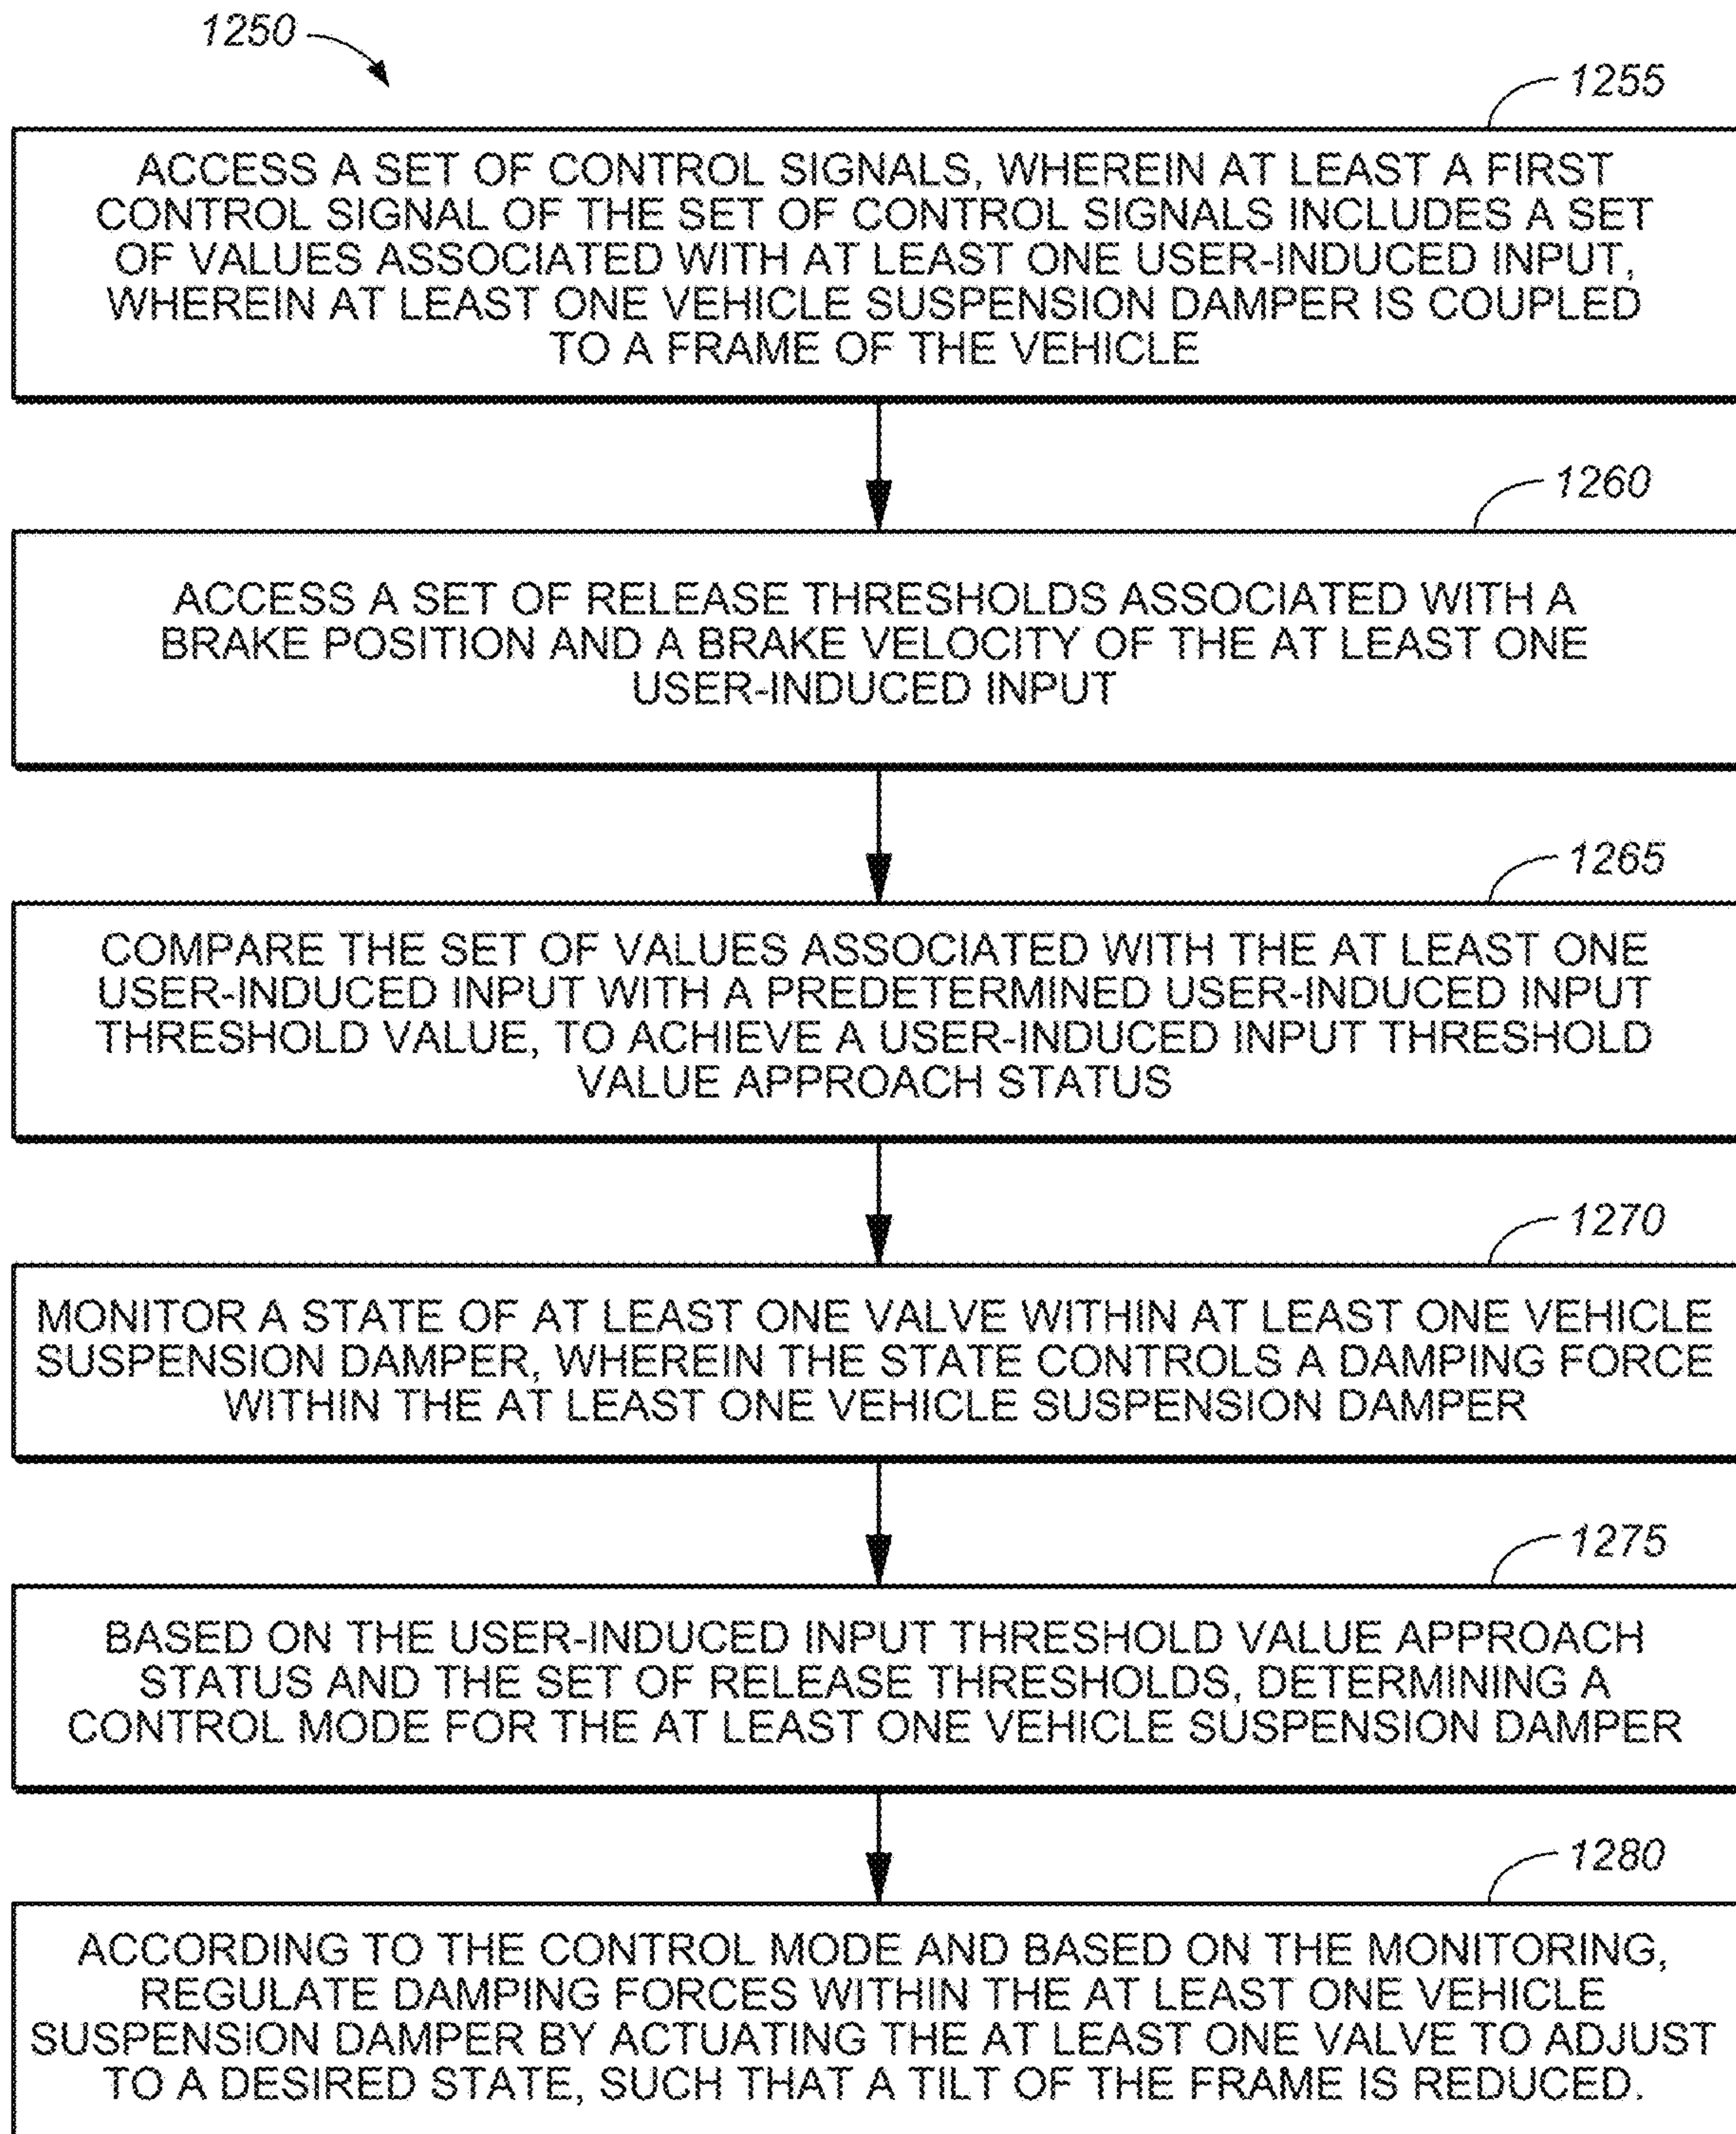 1250
1255
ACCESS A SET OF CONTROL SIGNALS, WHEREIN AT LEAST A FIRST
CONTROL SIGNAL OF THE SET OF CONTROL SIGNALS INCLUDES A SET
OF VALUES ASSOCIATED WITH AT LEAST ONE USER-INDUCED INPUT,
WHEREIN AT LEAST ONE VEHICLE SUSPENSION DAMPER IS COUPLED
TO A FRAME OF THE VEHICLE
1260
ACCESS A SET OF RELEASE THRESHOLDS ASSOCIATED WITH A
BRAKE POSITION AND A BRAKE VELOCITY OF THE AT LEAST ONE
USER-INDUCED INPUT
1265
COMPARE THE SET OF VALUES ASSOCIATED WITH THE AT LEAST ONE
USER-INDUCED INPUT WITH A PREDETERMINED USER-INDUCED INPUT
THRESHOLD VALUE, TO ACHIEVE A USER-INDUCED INPUT THRESHOLD
VALUE APPROACH STATUS
1270
MONITOR A STATE OF AT LEAST ONE VALVE WITHIN AT LEAST ONE VEHICLE
SUSPENSION DAMPER, WHEREIN THE STATE CONTROLS A DAMPING FORCE
WITHIN THE AT LEAST ONE VEHICLE SUSPENSION DAMPER
1275
BASED ON THE USER-INDUCED INPUT THRESHOLD VALUE APPROACH
STATUS AND THE SET OF RELEASE THRESHOLDS, DETERMINING A
CONTROL MODE FOR THE AT LEAST ONE VEHICLE SUSPENSION DAMPER
1280
ACCORDING TO THE CONTROL MODE AND BASED ON THE MONITORING,
REGULATE DAMPING FORCES WITHIN THE AT LEAST ONE VEHICLE
SUSPENSION DAMPER BY ACTUATING THE AT LEAST ONE VALVE TO ADJUST
TO A DESIRED STATE, SUCH THAT A TILT OF THE FRAME IS REDUCED.